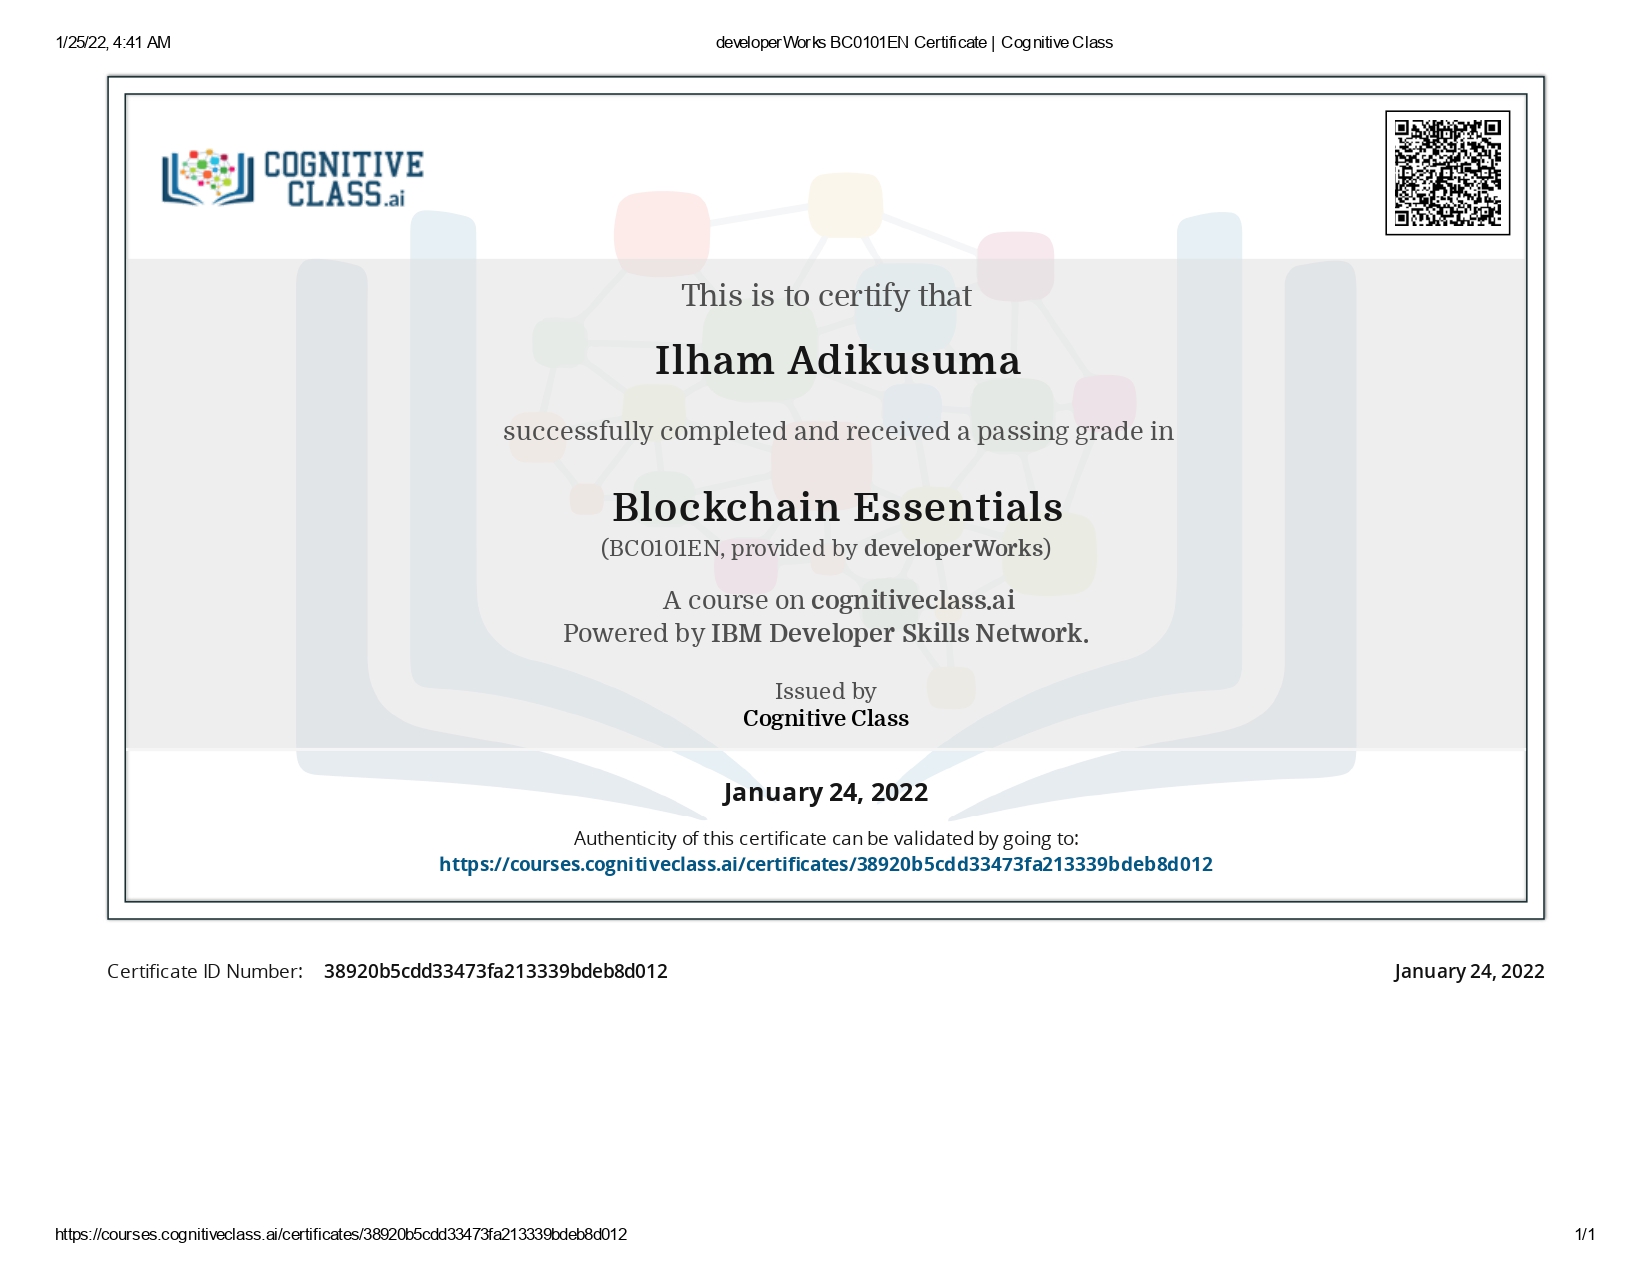 1/25/22, 4:41 AM
developerWorks BC0101EN Certificate | Cognitive Class
COGNITIVE
CLASS.ai
This is to certify that
Ilham Adikusuma
successfully completed and received a passing grade in
Blockchain Essentials
(BC0101EN, provided by developerWorks)
A course on cognitiveclass.ai
Powered by IBM Developer Skills Network.
Issued by
Cognitive Class
January 24, 2022
Authenticity of this certificate can be validated by going to:
https://courses.cognitiveclass.ai/certificates/38920b5cdd33473fa213339bdeb8d012
Certificate ID Number: 38920b5cdd33473fa213339bdeb8d012
January 24, 2022
https://courses.cognitiveclass.ai/certificates/38920b5cdd33473fa213339bdeb8d012
1/1